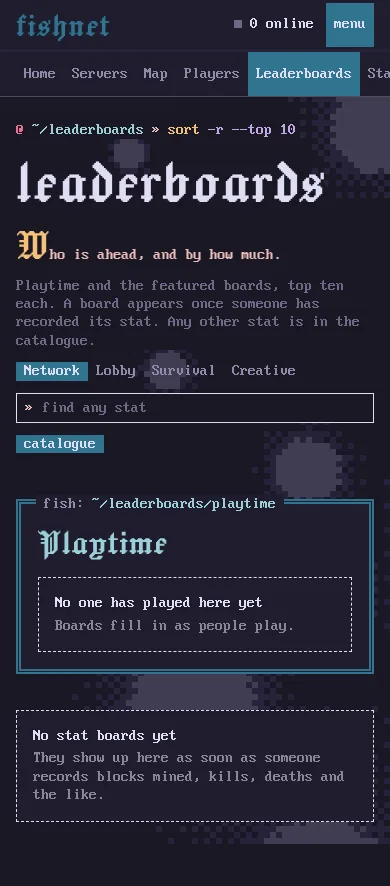 fishnet
0 online
menu
Home Servers Map Players Leaderboards Sta
@ ~/leaderboards » sort -r --top 10
leaderboards
Who is ahead, and by how much.
Playtime and the featured boards, top ten
each. A board appears once someone has
recorded its stat. Any other stat is in the
catalogue.
Network Lobby Survival Creative
» find any stat
catalogue
fish: ~/leaderboards/playtime
Playtime
No one has played here yet
Boards fill in as people play.
No stat boards yet
They show up here as soon as someone
records blocks mined, kills, deaths and
the like.